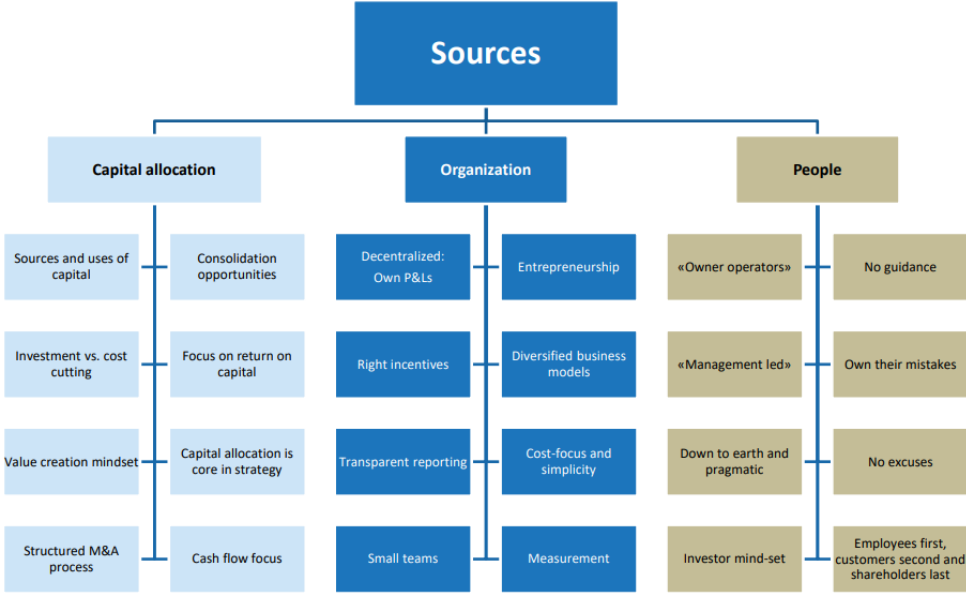 Sources
Capital allocation
Organization
People
Sources and uses of
capital
Consolidation
opportunities
Investment vs. cost
cutting
Focus on return on
capital
Value creation mindset
Capital allocation is
core in strategy
Structured M&A
process
Cash flow focus
Decentralized:
Own P&Ls
Entrepreneurship
Right incentives
Diversified business
models
Transparent reporting
Cost-focus and
simplicity
Small teams
Measurement
«Owner operators»
No guidance
«Management led»
Own their mistakes
Down to earth and
pragmatic
No excuses
Investor mind-set
Employees first,
customers second and
shareholders last